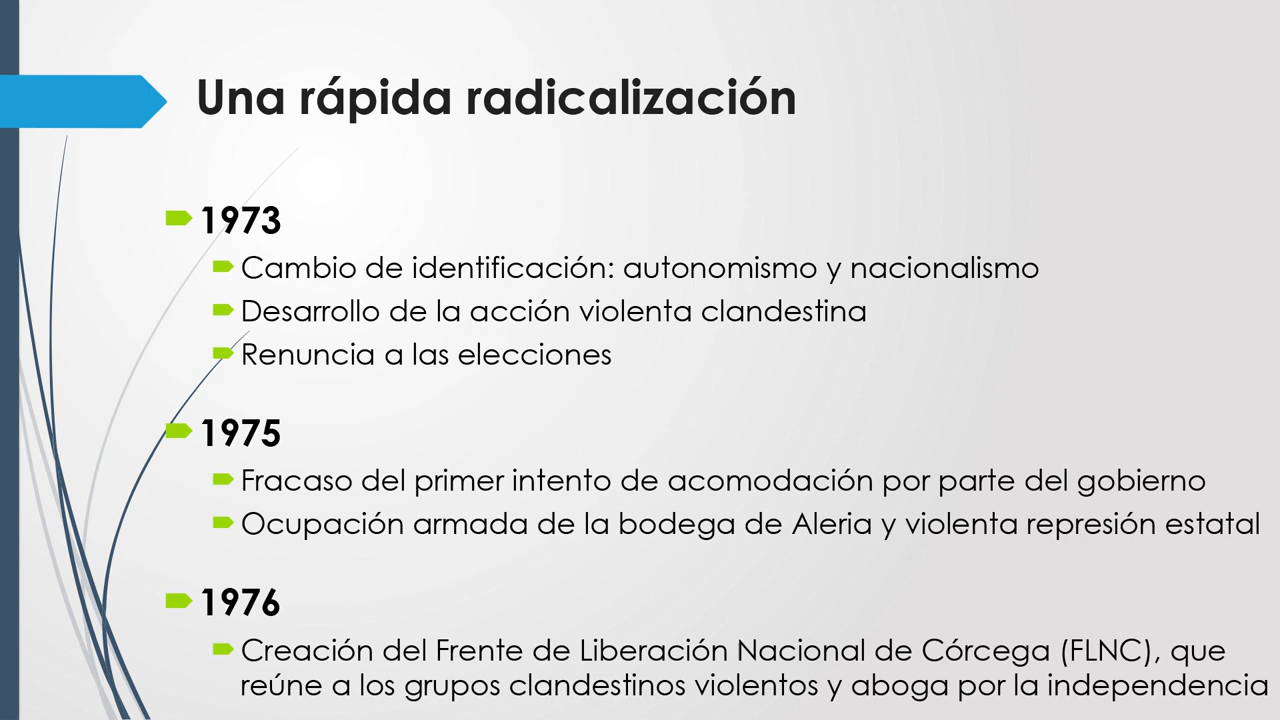 Una rápida radicalización
1973
Cambio de identificación: autonomismo y nacionalismo
Desarrollo de la acción violenta clandestina
Renuncia a las elecciones
1975
Fracaso del primer intento de acomodación por parte del gobierno
Ocupación armada de la bodega de Aleria y violenta represión estatal
1976
Creación del Frente de Liberación Nacional de Córcega (FLNC), que
reúne a los grupos clandestinos violentos y aboga por la independencia